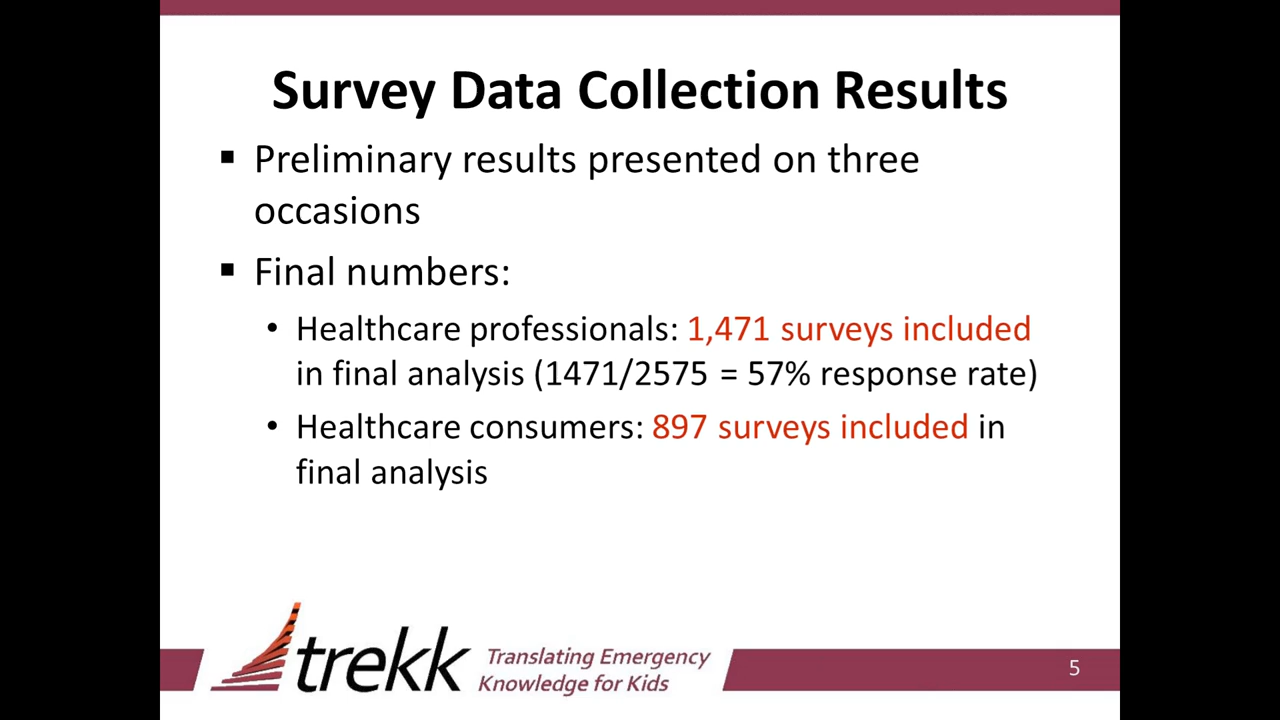 Survey Data Collection Results
▪ Preliminary results presented on three
occasions
▪ Final numbers:
• Healthcare professionals: 1,471 surveys included
in final analysis (1471/2575 = 57% response rate)
• Healthcare consumers: 897 surveys included in
final analysis
trekk
Translating Emergency
Knowledge for Kids
5